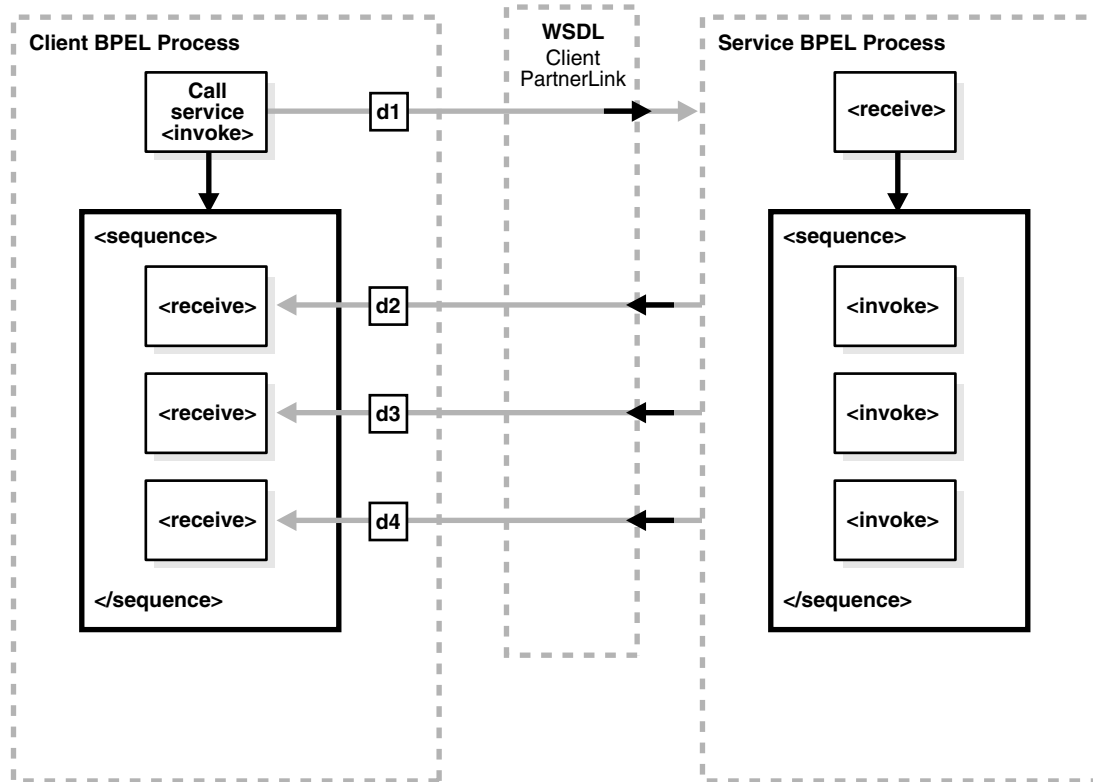 Client BPEL Process
WSDL
Client
PartnerLink
Service BPEL Process
Call
service
<invoke>
d1
<receive>
<sequence>
<sequence>
<receive>
d2
<invoke>
<receive>
d3
<invoke>
<receive>
d4
<invoke>
</sequence>
</sequence>